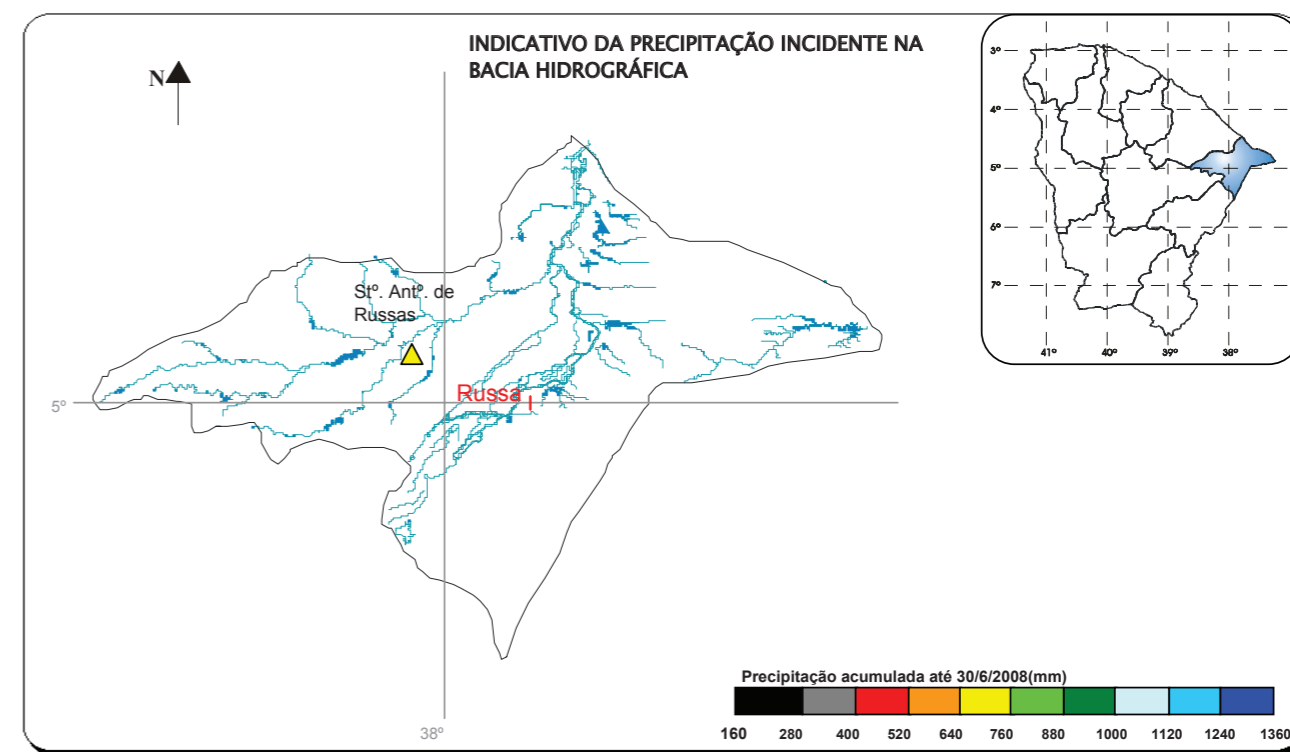 INDICATIVO DA PRECIPITAÇÃO INCIDENTE NA
BACIA HIDROGRÁFICA
N
3º
4º
5º
6º
7º
41º 40º 39º 38º
Stº. Antº. de
Russas
Russa
5º
38º
Precipitação acumulada até 30/6/2008(mm)
160 280 400 520 640 760 880 1000 1120 1240 1360